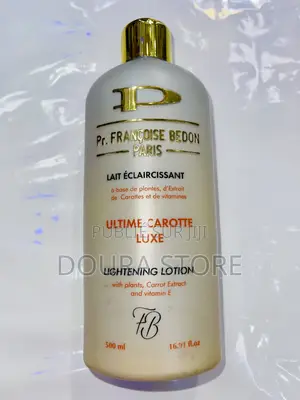 P
Pr. FRANÇOISE BEDON
PARIS
LAIT ÉCLAIRCISSANT
à base de plantes, d'Extrait
de Carottes et de vitamines
ULTIME CAROTTE
LUXE
PUBLIÉ SUR JIJI
DOUPA STORE
LIGHTENING LOTION
with plants, Carrot Extract
and vitamin E
FB
500 ml 16.91 fl.oz